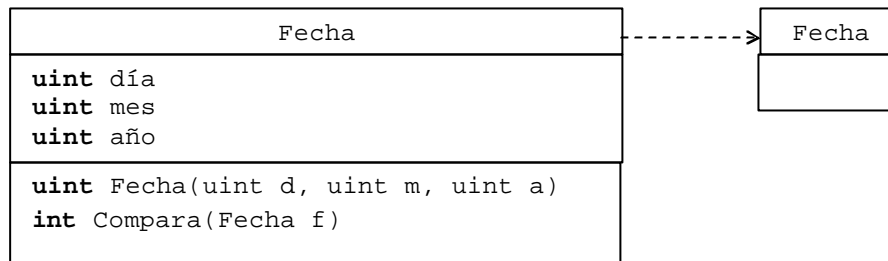 Fecha
uint día
uint mes
uint año
uint Fecha(uint d, uint m, uint a)
int Compara(Fecha f)
Fecha